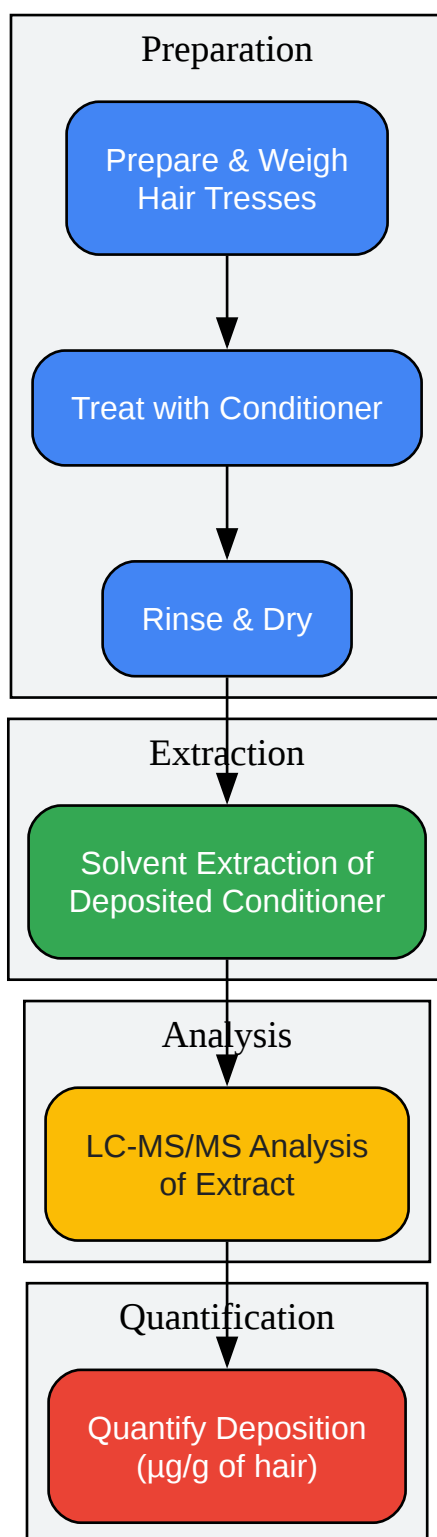 Preparation
Prepare & Weigh
Hair Tresses
Treat with Conditioner
Rinse & Dry
Extraction
Solvent Extraction of
Deposited Conditioner
Analysis
LC-MS/MS Analysis
of Extract
Quantification
Quantify Deposition
(µg/g of hair)